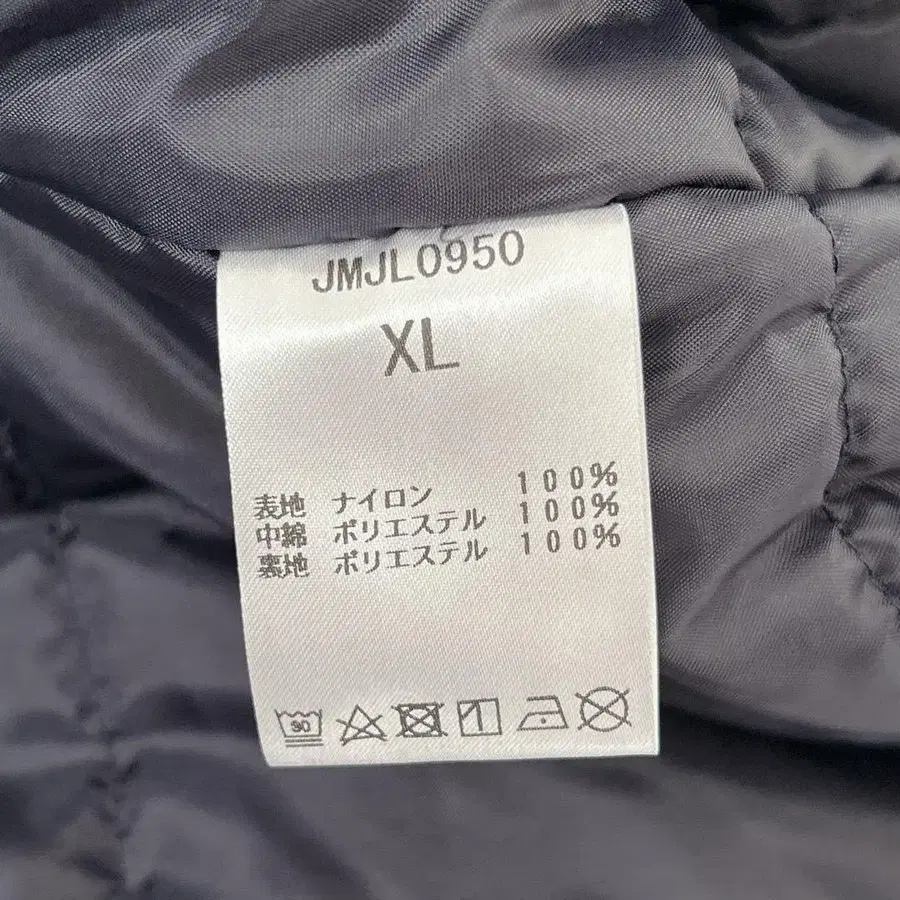 JMJL0950
XL
表地 ナイロン 100%
中綿 ポリエステル 100%
裏地 ポリエステル 100%
30